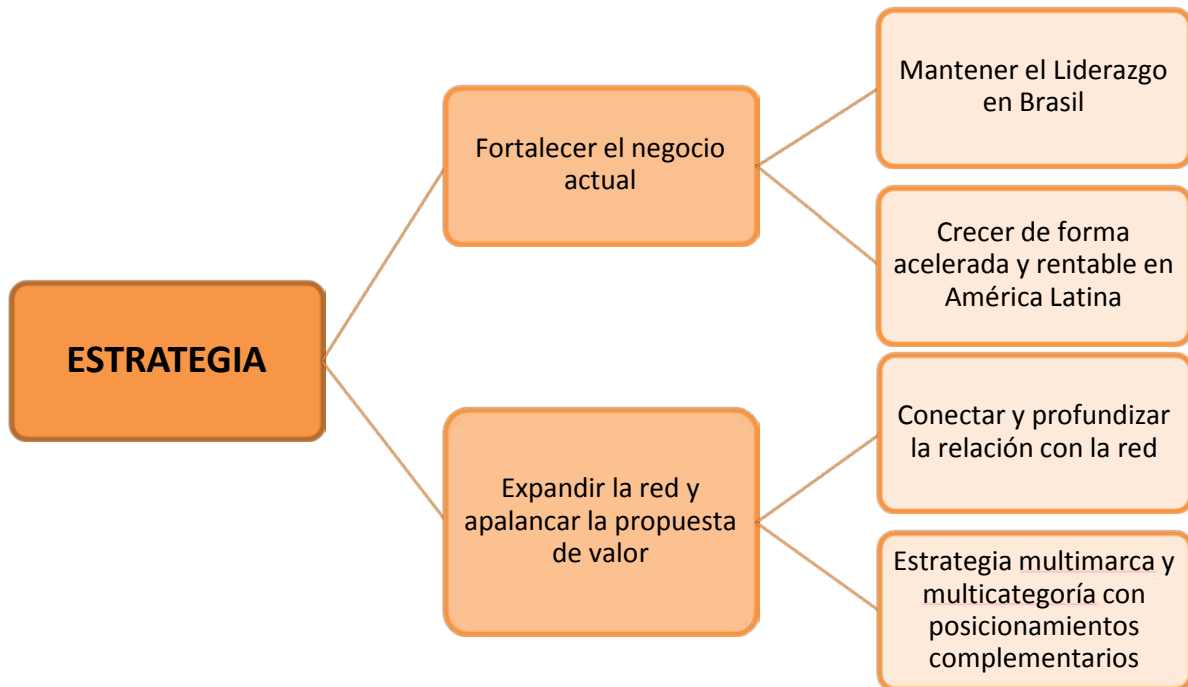 ESTRATEGIA
Fortalecer el negocio
actual
Mantener el Liderazgo
en Brasil
Crecer de forma
acelerada y rentable en
América Latina
Expandir la red y
apalancar la propuesta
de valor
Conectar y profundizar
la relación con la red
Estrategia multimarca y
multicategoría con
posicionamientos
complementarios